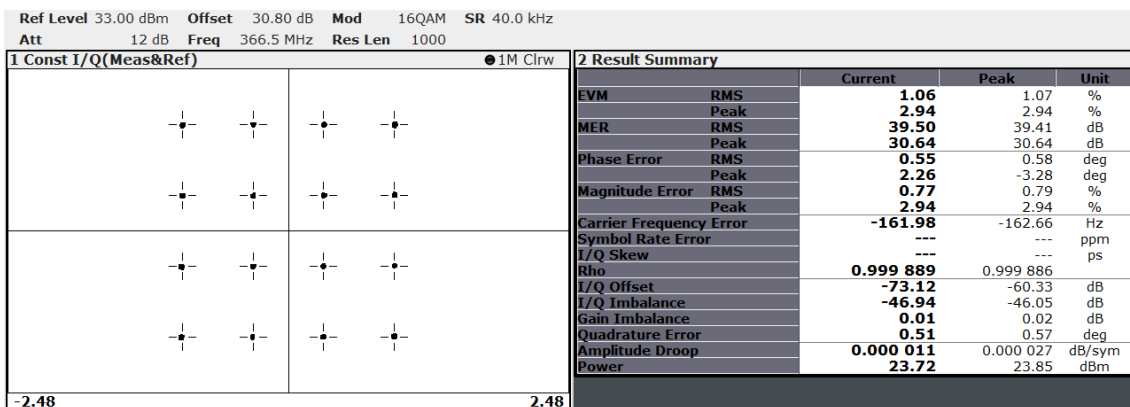 Ref Level 33.00 dBm Offset 30.80 dB Mod 16QAM SR 40.0 kHz
Att 12 dB Freq 366.5 MHz Res Len 1000
1 Const I/Q(Meas&Ref) 1M Clrw
-2.48 2.48
2 Result Summary
Current Peak Unit
EVM RMS 1.06 1.07 %
Peak 2.94 2.94 %
MER RMS 39.50 39.41 dB
Peak 30.64 30.64 dB
Phase Error RMS 0.55 0.58 deg
Peak 2.26 -3.28 deg
Magnitude Error RMS 0.77 0.79 %
Peak 2.94 2.94 %
Carrier Frequency Error -161.98 -162.66 Hz
Symbol Rate Error --- --- ppm
I/Q Skew --- --- ps
Rho 0.999 889 0.999 886
I/Q Offset -73.12 -60.33 dB
I/Q Imbalance -46.94 -46.05 dB
Gain Imbalance 0.01 0.02 dB
Quadrature Error 0.51 0.57 deg
Amplitude Droop 0.000 011 0.000 027 dB/sym
Power 23.72 23.85 dBm